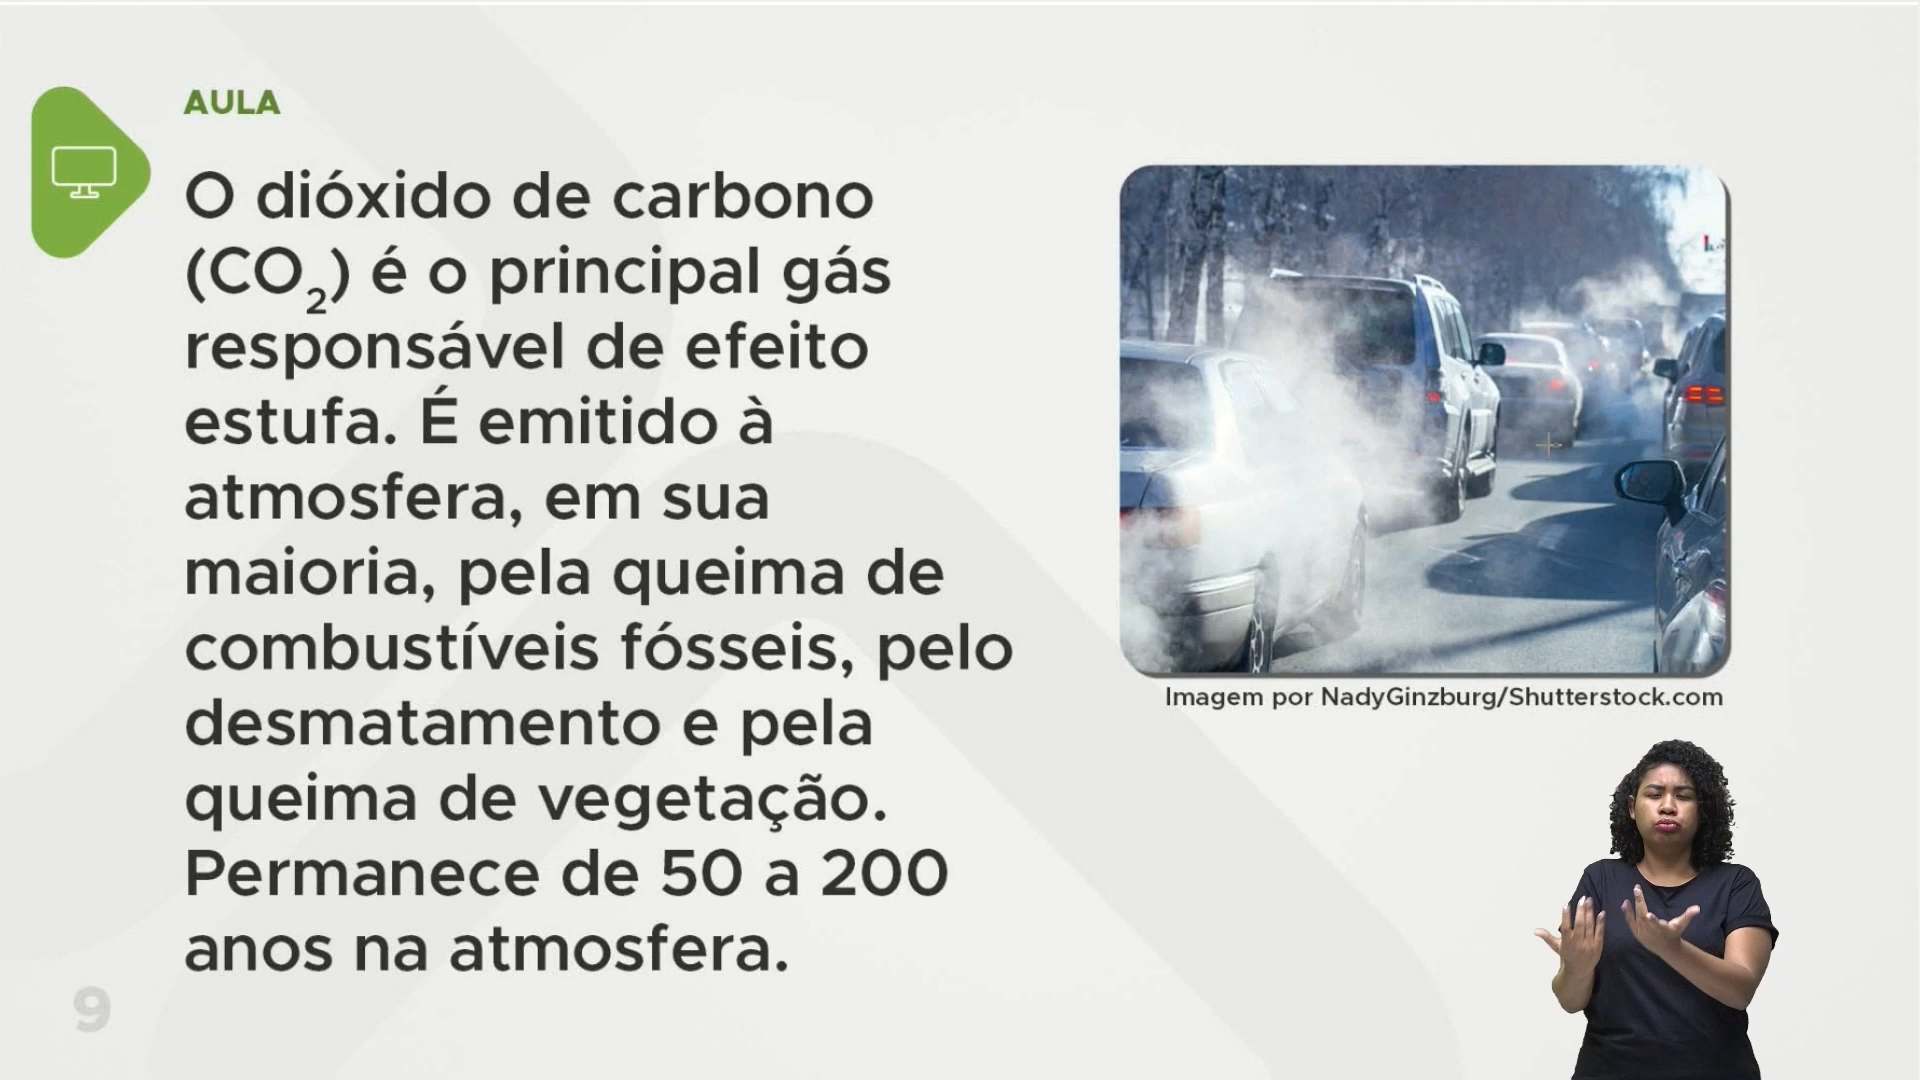 AULA
O dióxido de carbono
(CO₂) é o principal gás
responsável de efeito
estufa. É emitido à
atmosfera, em sua
maioria, pela queima de
combustíveis fósseis, pelo
desmatamento e pela
queima de vegetação.
Permanece de 50 a 200
anos na atmosfera.
Imagem por NadyGinzburg/Shutterstock.com
9